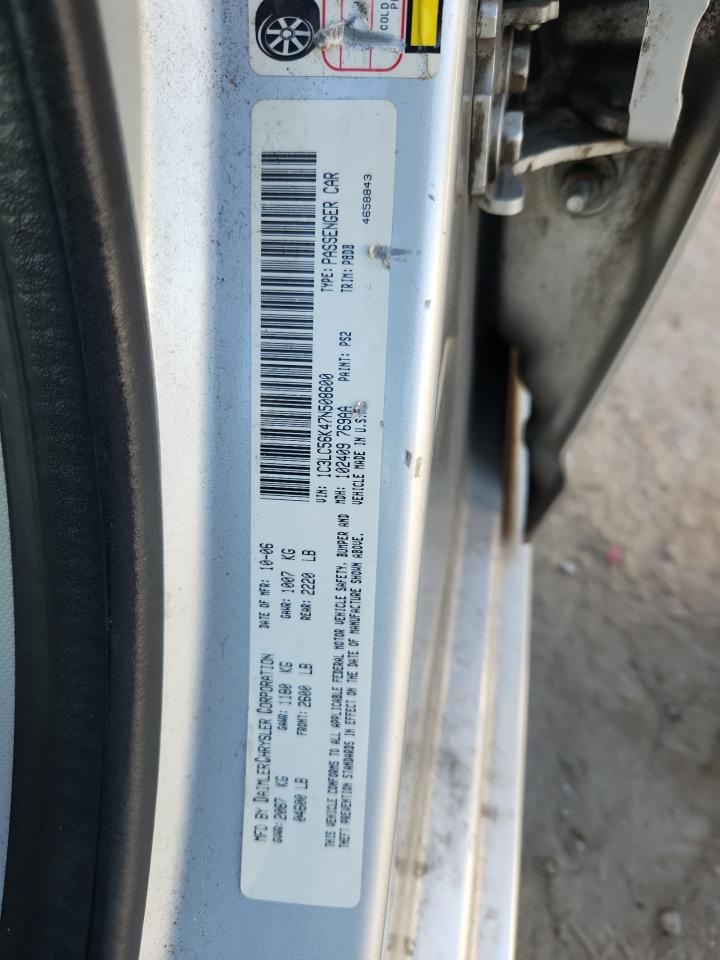 COLD
MFD BY DAIMLERCHRYSLER CORPORATION DATE OF MFR: 10-06
GVWR: 2087 KG GAWR: 1180 KG GAWR: 1007 KG
04600 LB FRONT: 2600 LB REAR: 2220 LB
THIS VEHICLE CONFORMS TO ALL APPLICABLE FEDERAL MOTOR VEHICLE SAFETY, BUMPER AND
THEFT PREVENTION STANDARDS IN EFFECT ON THE DATE OF MANUFACTURE SHOWN ABOVE.
VIN: 1C3LC56K47N508600 TYPE: PASSENGER CAR
MDH: 102409 769AA PAINT: PS2 TRIM: P8DB
VEHICLE MADE IN U.S.
4658843